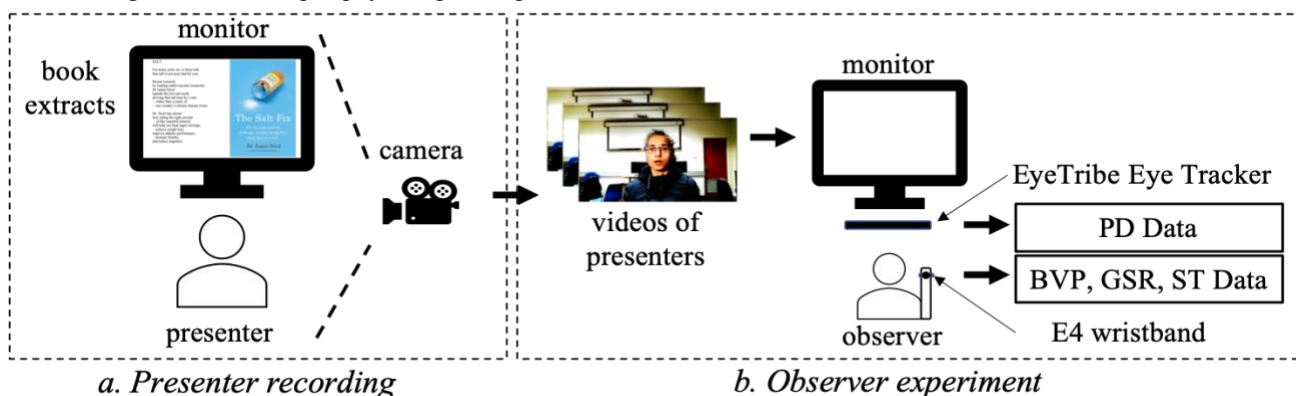 monitor
book
extracts
The Salt Fix
camera
presenter
a. Presenter recording
videos of
presenters
monitor
EyeTribe Eye Tracker
PD Data
BVP, GSR, ST Data
observer
E4 wristband
b. Observer experiment